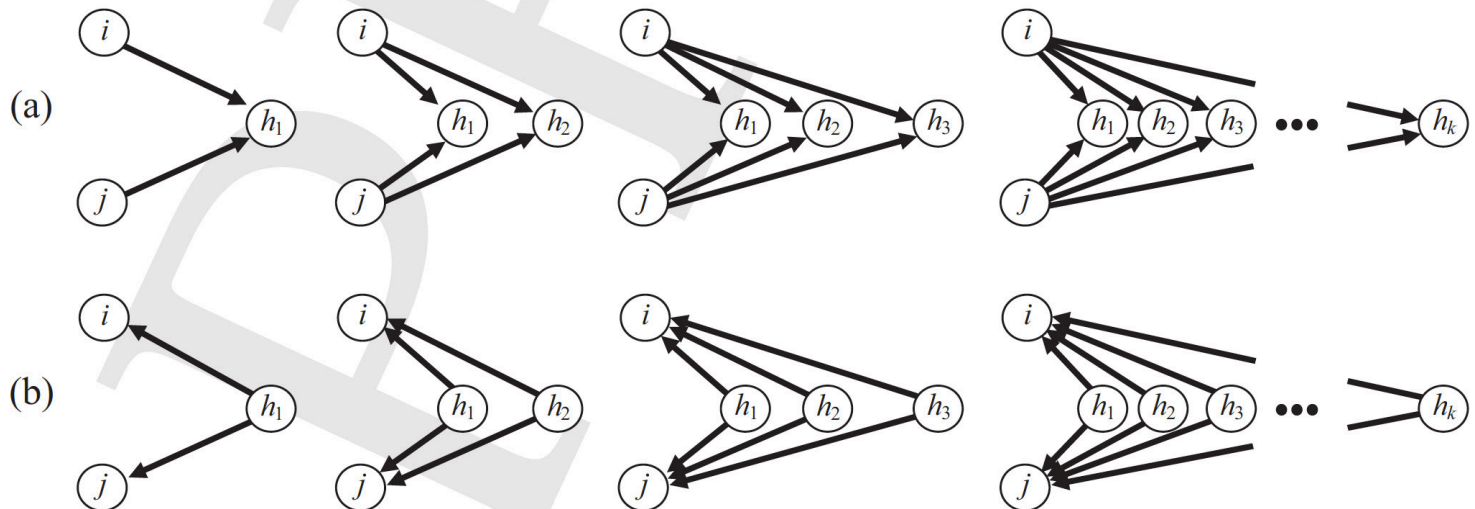 i i i i
(a) h1 h1 h2 h1 h2 h3 h1 h2 h3 ••• hk
j j j j
i i i i
(b) h1 h1 h2 h1 h2 h3 h1 h2 h3 ••• hk
j j j j